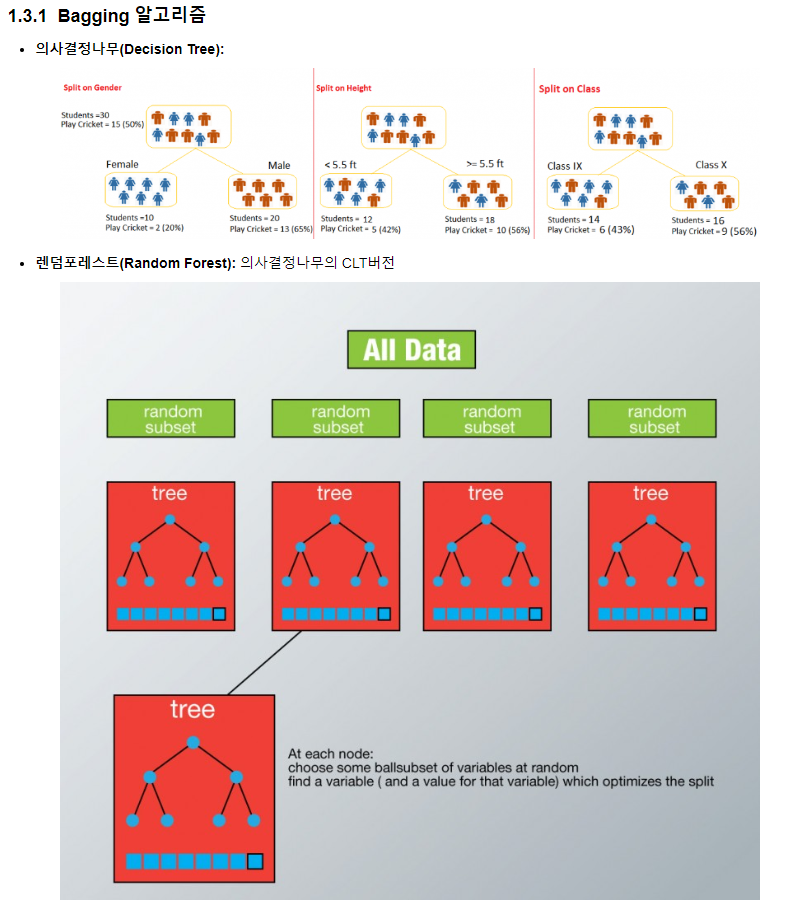 1.3.1 Bagging 알고리즘
• 의사결정나무(Decision Tree):
Split on Gender
Students =30
Play Cricket = 15 (50%)
Female
Male
Students =10
Play Cricket = 2 (20%)
Students = 20
Play Cricket = 13 (65%)
Split on Height
< 5.5 ft
>= 5.5 ft
Students = 12
Play Cricket = 5 (42%)
Students = 18
Play Cricket = 10 (56%)
Split on Class
Class IX
Class X
Students = 14
Play Cricket = 6 (43%)
Students = 16
Play Cricket = 9 (56%)
• 렌덤포레스트(Random Forest): 의사결정나무의 CLT버전
All Data
random
subset
random
subset
random
subset
random
subset
tree
tree
tree
tree
tree
At each node:
choose some ballsubset of variables at random
find a variable ( and a value for that variable) which optimizes the split